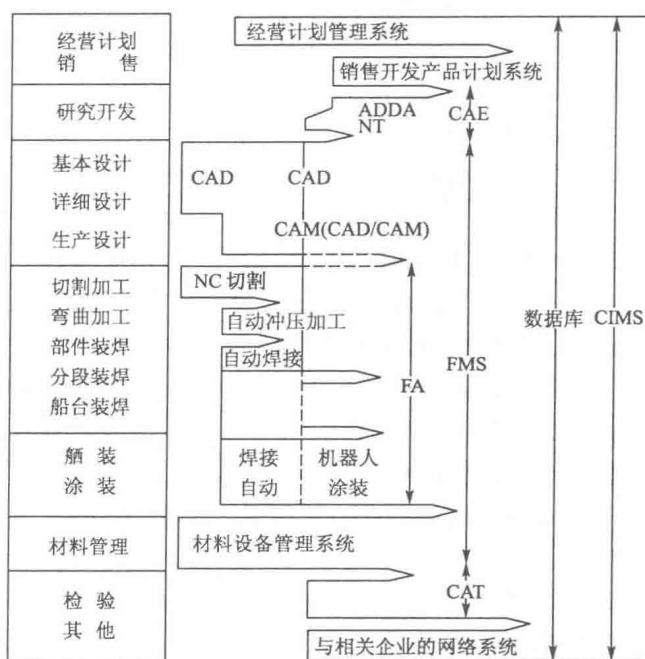 经营计划
销 售
研究开发
基本设计
详细设计
生产设计
切割加工
弯曲加工
部件装焊
分段装焊
船台装焊
舾 装
涂 装
材料管理
检 验
其 他
经营计划管理系统
销售开发产品计划系统
ADDA
NT
CAE
CAD
CAD
CAM(CAD/CAM)
NC 切割
自动冲压加工
自动焊接
焊接
自动
机器人
涂装
材料设备管理系统
CAT
与相关企业的网络系统
FA
FMS
数据库
CIMS